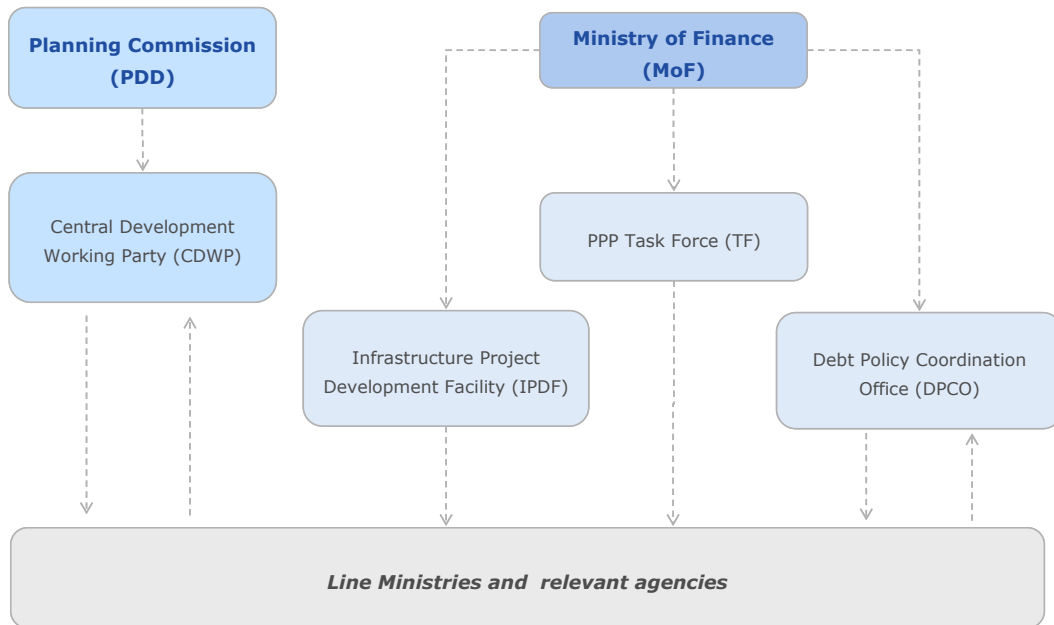 Planning Commission
(PDD)
Ministry of Finance
(MoF)
Central Development
Working Party (CDWP)
PPP Task Force (TF)
Infrastructure Project
Development Facility (IPDF)
Debt Policy Coordination
Office (DPCO)
Line Ministries and relevant agencies